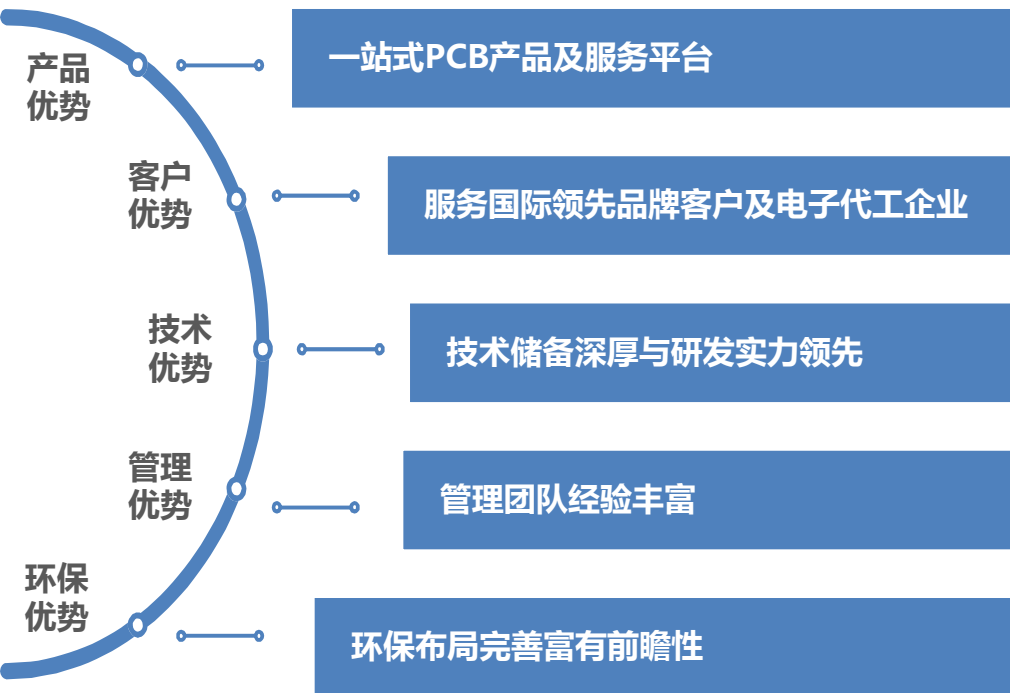 产品
优势
一站式PCB产品及服务平台
客户
优势
服务国际领先品牌客户及电子代工企业
技术
优势
技术储备深厚与研发实力领先
管理
优势
管理团队经验丰富
环保
优势
环保布局完善富有前瞻性